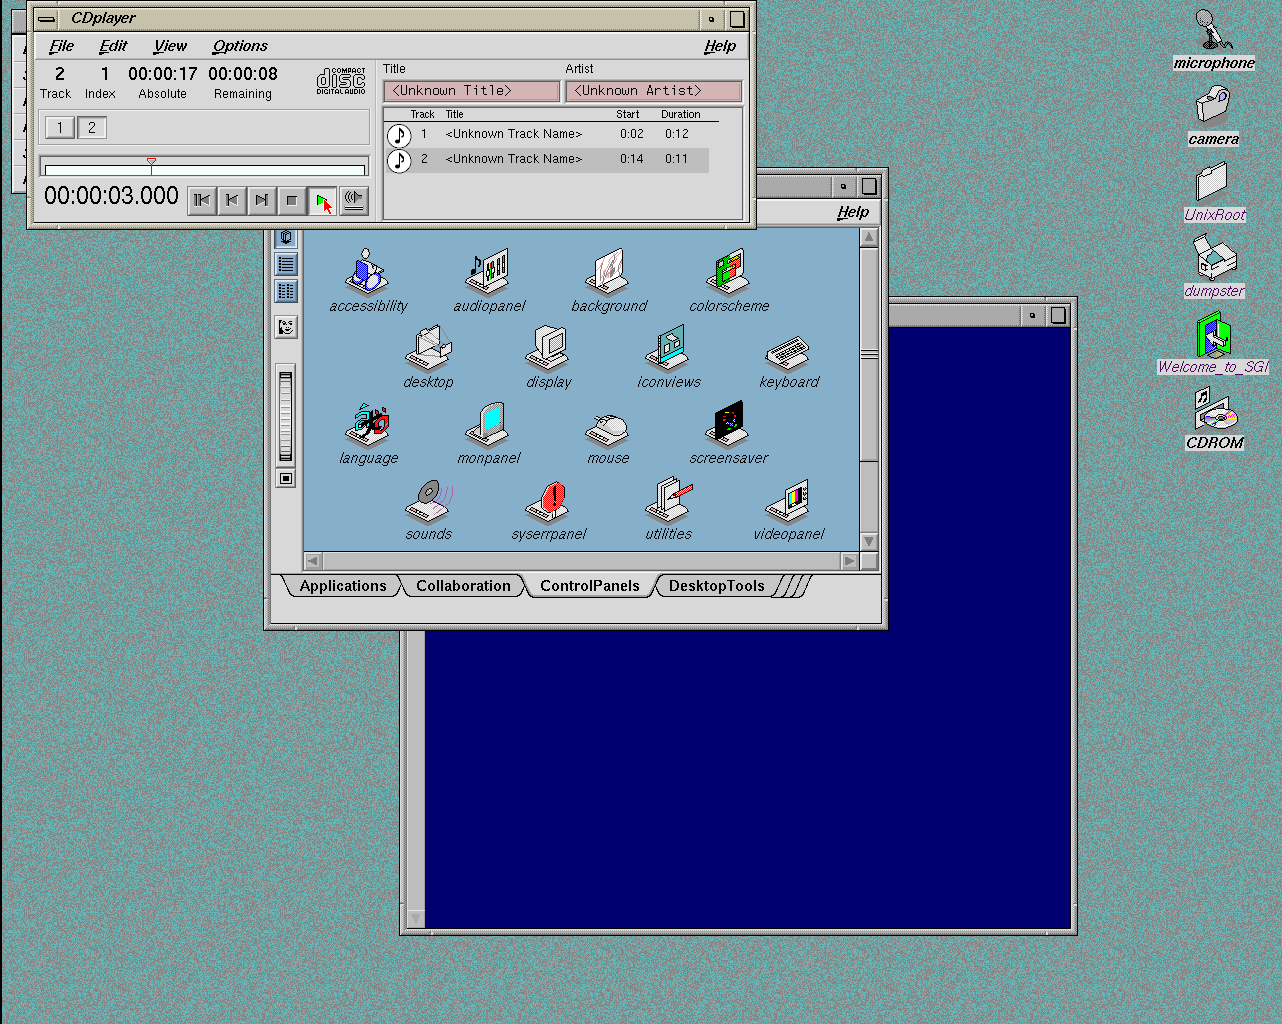 CDplayer
File Edit View Options Help
2 1 00:00:17 00:00:08
Track Index Absolute Remaining
COMPACT
disc
DIGITAL AUDIO
1 2
00:00:03.000
Title Artist
<Unknown Title> <Unknown Artist>
Track Title Start Duration
1 <Unknown Track Name> 0:02 0:12
2 <Unknown Track Name> 0:14 0:11
Help
accessibility audiopanel background colorscheme
desktop display iconviews keyboard
language monpanel mouse screensaver
sounds syserrpanel utilities videopanel
Applications Collaboration ControlPanels DesktopTools
microphone
camera
UnixRoot
dumpster
Welcome_to_SGI
CDROM